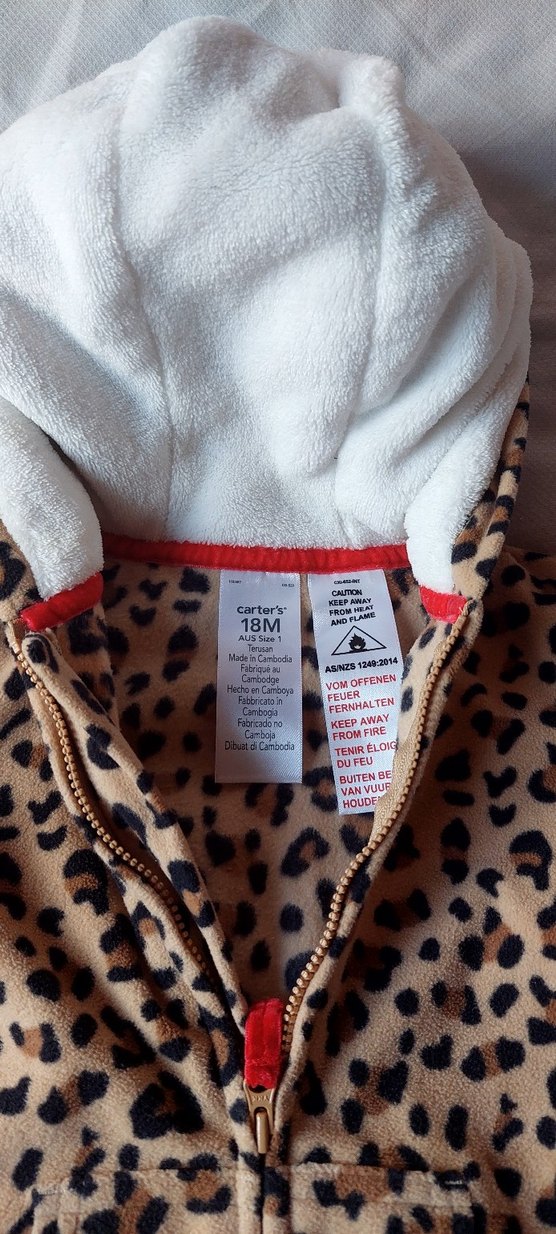 carter's®
18M
AUS Size 1
Terusan
Made in Cambodia
Fabriqué au
Cambodge
Hecho en Camboya
Fabbricato in
Cambogia
Fabricado no
Camboja
Dibuat di Cambodia
CAUTION
KEEP AWAY
FROM HEAT
AND FLAME
AS/NZS 1249:2014
VOM OFFENEN
FEUER
FERNHALTEN
KEEP AWAY
FROM FIRE
TENIR ÉLOIG
DU FEU
BUITEN BE
VAN VUUR
HOUDEN